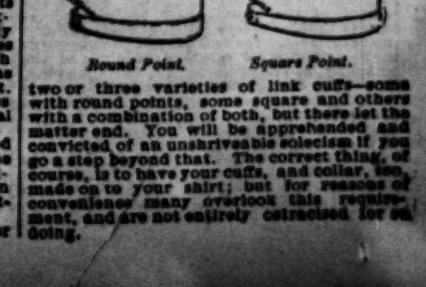 Round Point. Square Point.
two or three varieties of link cuffs—some
with round points, some square and others
with a combination of both, but there let the
matter end. You will be apprehended and
convicted of an unshriveable solecism if you
go a step beyond that. The correct thing, of
course, is to have your cuffs, and collar, too,
made on to your shirt; but for reasons of
convenience many overlook this require-
ment, and are not entirely ostracised for so
doing.